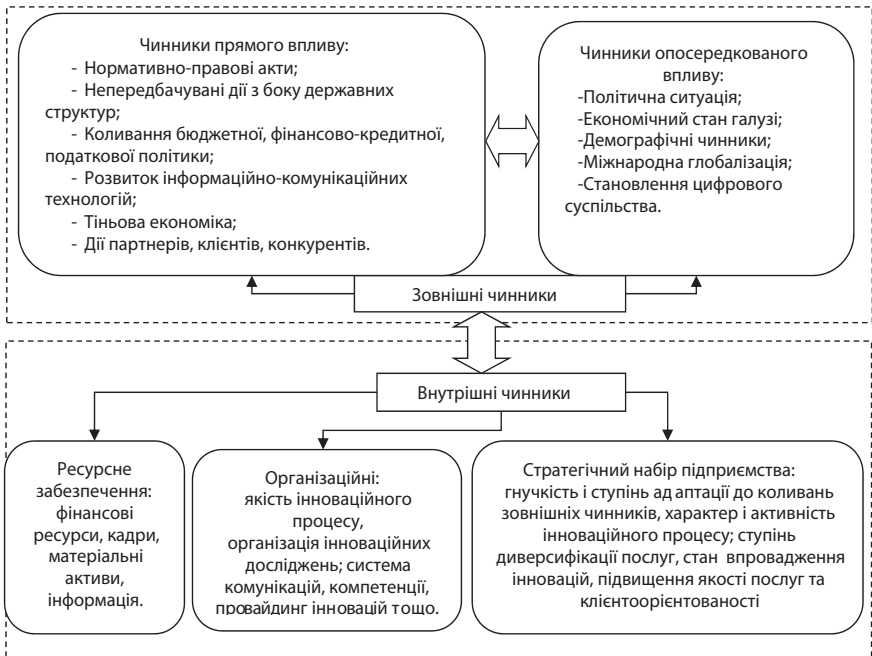 Чинники прямого впливу:
- Нормативно-правові акти;
- Непередбачувані дії з боку державних
структур;
- Коливання бюджетної, фінансово-кредитної,
податкової політики;
- Розвиток інформаційно-комунікаційних
технологій;
- Тіньова економіка;
- Дії партнерів, клієнтів, конкурентів.
Чинники опосередкованого
впливу:
-Політична ситуація;
-Економічний стан галузі;
-Демографічні чинники;
-Міжнародна глобалізація;
-Становлення цифрового
суспільства.
Зовнішні чинники
Внутрішні чинники
Ресурсне
забезпечення:
фінансові
ресурси, кадри,
матеріальні
активи,
інформація.
Організаційні:
якість інноваційного
процесу,
організація інноваційних
досліджень; система
комунікацій, компетенції,
провайдинг інновацій тощо.
Стратегічний набір підприємства:
гнучкість і ступінь ад аптації до коливань
зовнішніх чинників, характер і активність
інноваційного процесу; ступінь
диверсифікації послуг, стан впровадження
інновацій, підвищення якості послуг та
клієнтоорієнтованості